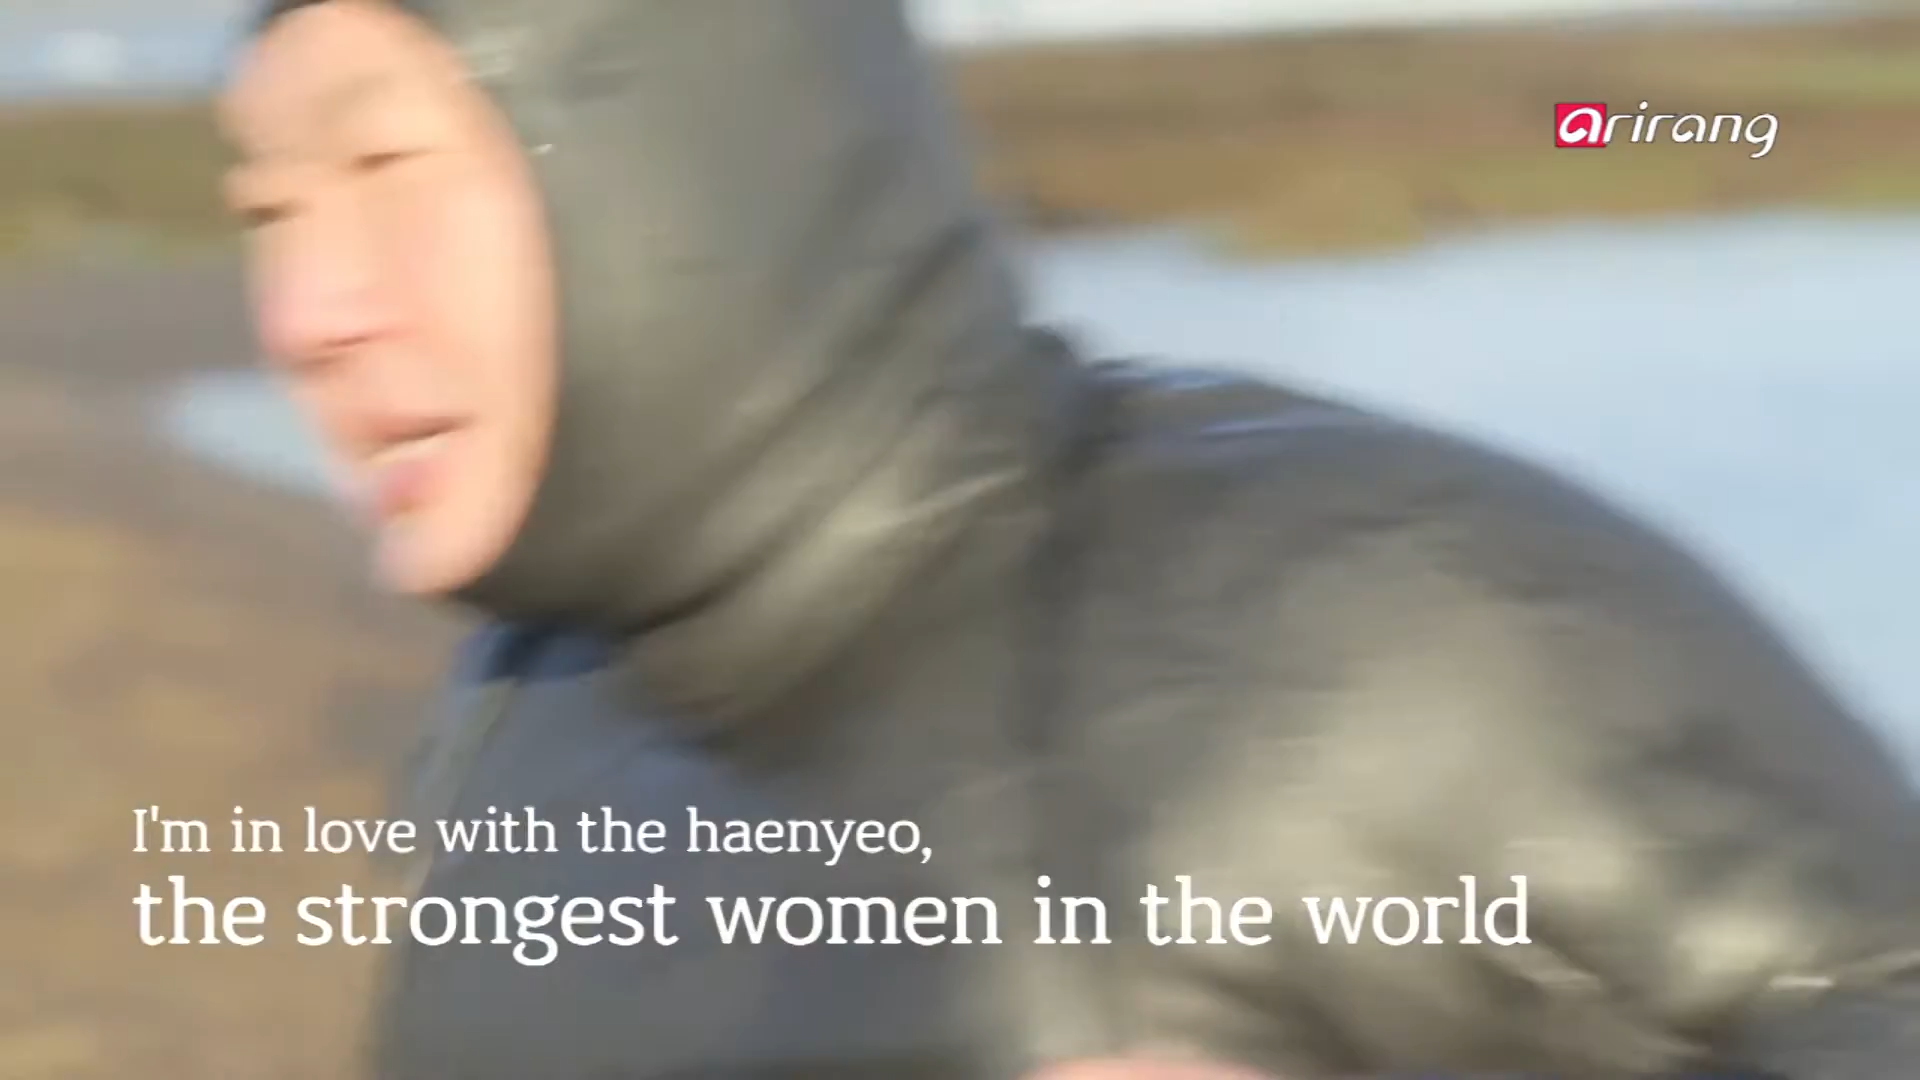 arirang
I'm in love with the haenyeo,
the strongest women in the world